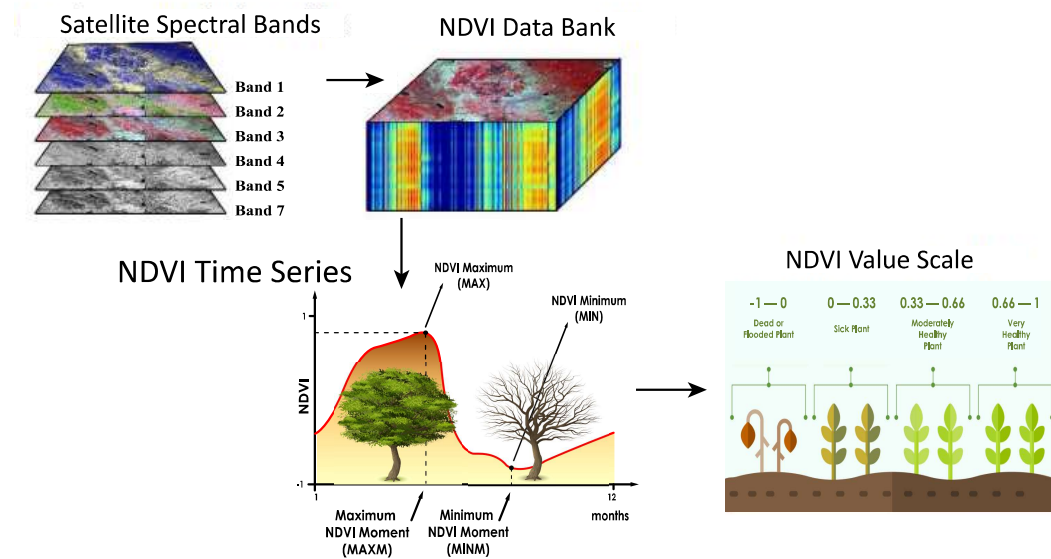 Satellite Spectral Bands
Band 1
Band 2
Band 3
Band 4
Band 5
Band 7
NDVI Data Bank
NDVI Time Series
NDVI Maximum
(MAX)
NDVI Minimum
(MIN)
1
NDVI
-1
1
12
months
Maximum
NDVI Moment
(MAXM)
Minimum
NDVI Moment
(MINM)
NDVI Value Scale
-1 — 0
Dead or
Flooded Plant
0 — 0.33
Sick Plant
0.33 — 0.66
Moderately
Healthy
Plant
0.66 — 1
Very
Healthy
Plant